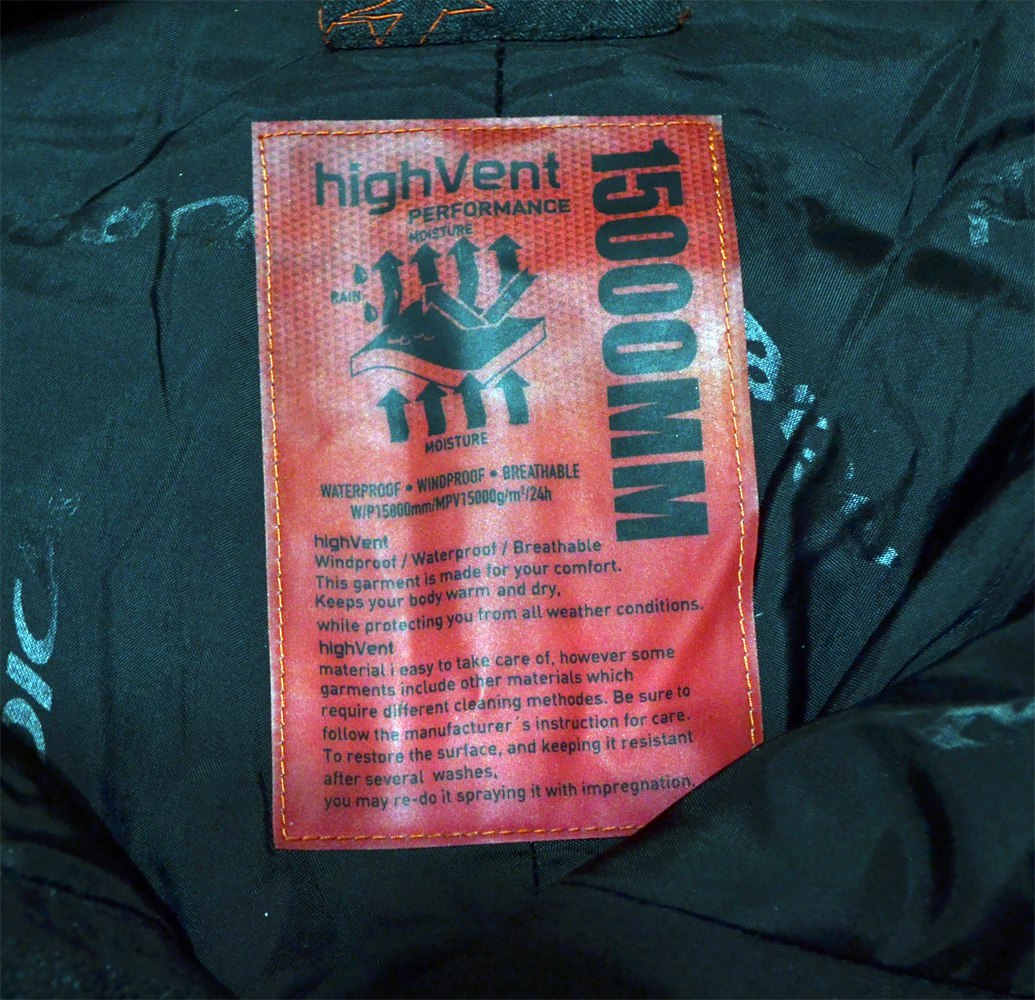 highVent
PERFORMANCE
15000MM
MOISTURE
RAIN
MOISTURE
WATERPROOF • WINDPROOF • BREATHABLE
W/P15000mm/MPV15000g/m²/24h
highVent
Windproof / Waterproof / Breathable
This garment is made for your comfort.
Keeps your body warm and dry,
while protecting you from all weather conditions.
highVent
material i easy to take care of, however some
garments include other materials which
require different cleaning methodes. Be sure to
follow the manufacturer´s instruction for care.
To restore the surface, and keeping it resistant
after several washes,
you may re-do it spraying it with impregnation.